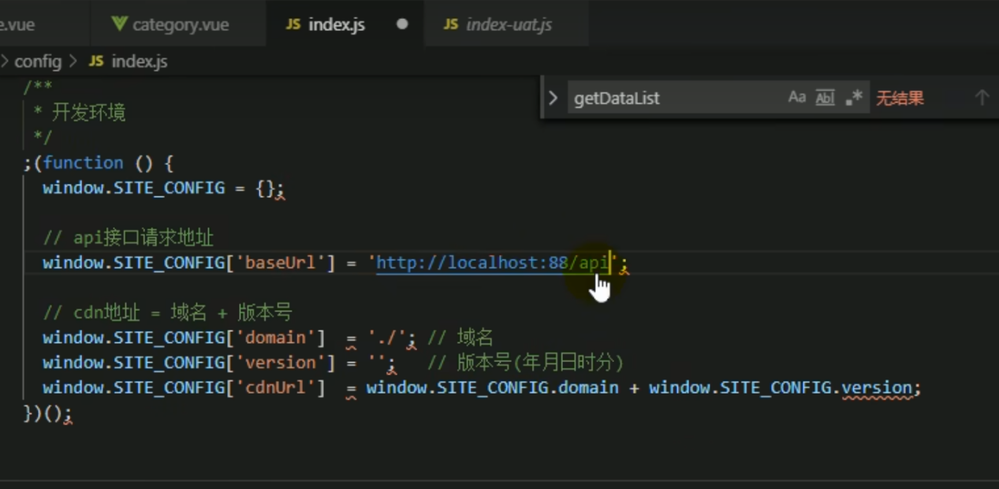 e.vue category.vue JS index.js JS index-uat.js
config > JS index.js
getDataList Aa Abl .* 无结果
/**
* 开发环境
*/
;(function () {
window.SITE_CONFIG = {};
// api接口请求地址
window.SITE_CONFIG['baseUrl'] = 'http://localhost:88/api';
// cdn地址 = 域名 + 版本号
window.SITE_CONFIG['domain'] = './'; // 域名
window.SITE_CONFIG['version'] = ''; // 版本号(年月日时分)
window.SITE_CONFIG['cdnUrl'] = window.SITE_CONFIG.domain + window.SITE_CONFIG.version;
})();